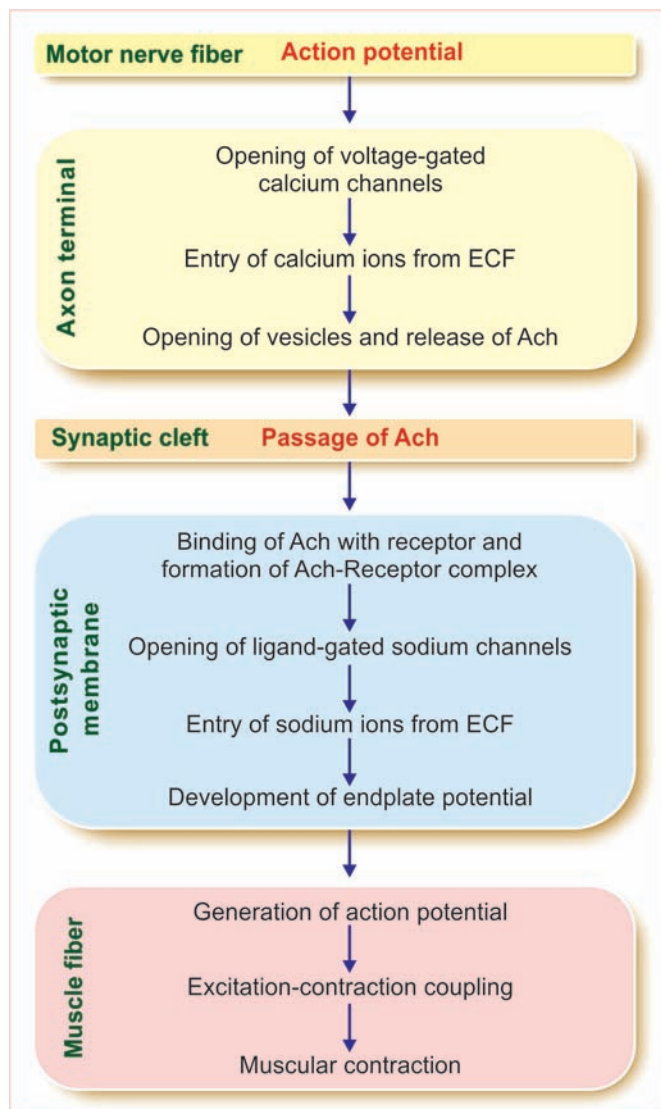 Motor nerve fiber Action potential
Axon terminal
Opening of voltage-gated
calcium channels
Entry of calcium ions from ECF
Opening of vesicles and release of Ach
Synaptic cleft Passage of Ach
Postsynaptic
membrane
Binding of Ach with receptor and
formation of Ach-Receptor complex
Opening of ligand-gated sodium channels
Entry of sodium ions from ECF
Development of endplate potential
Muscle fiber
Generation of action potential
Excitation-contraction coupling
Muscular contraction